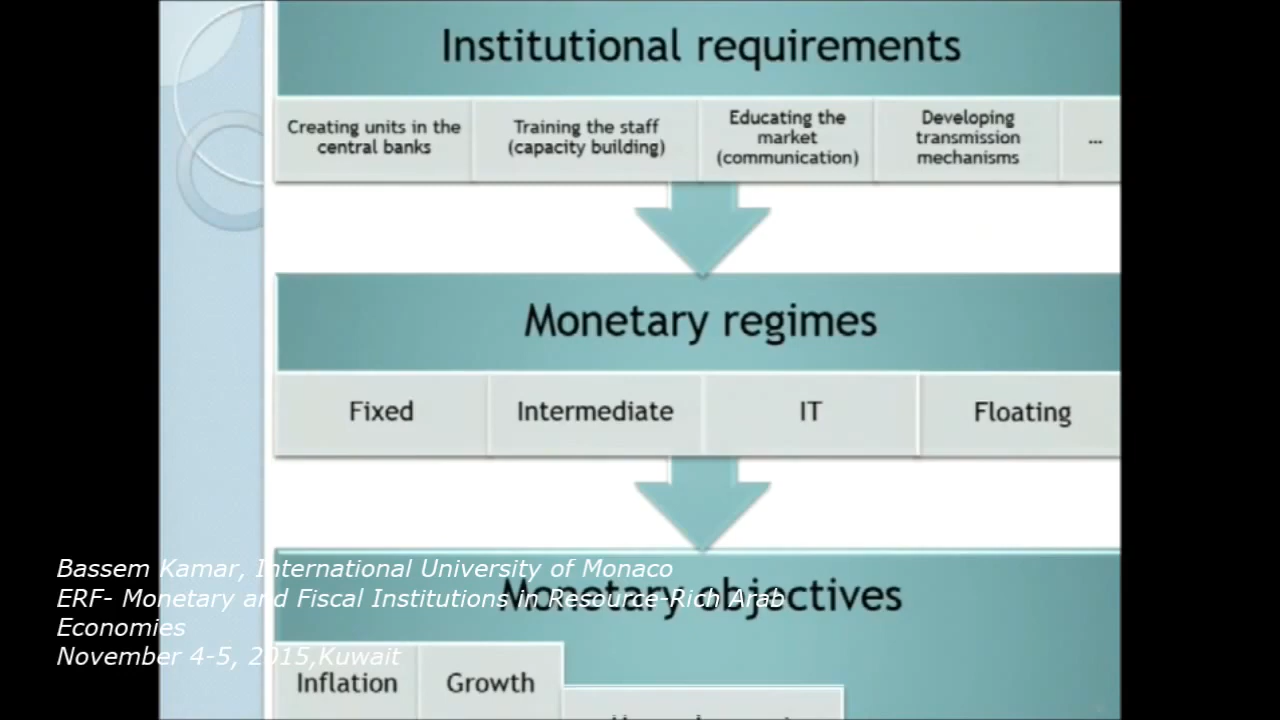 Institutional requirements
Creating units in the
central banks
Training the staff
(capacity building)
Educating the
market
(communication)
Developing
transmission
mechanisms
...
Monetary regimes
Fixed
Intermediate
IT
Floating
Monetary objectives
Inflation
Growth
Bassem Kamar, International University of Monaco
ERF- Monetary and Fiscal Institutions in Resource-Rich Arab
Economies
November 4-5, 2015,Kuwait